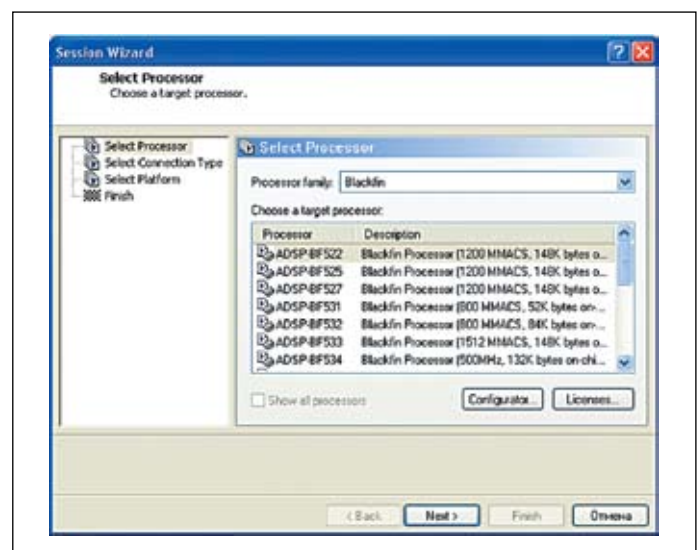 Session Wizard
Select Processor
Choose a target processor.
Select Processor
Select Connection Type
Select Platform
Finish
Select Processor
Processor family: Blackfin
Choose a target processor:
Processor Description
ADSP-BF522 Blackfin Processor (1200 MMACS, 148K bytes o...
ADSP-BF525 Blackfin Processor (1200 MMACS, 148K bytes o...
ADSP-BF527 Blackfin Processor (1200 MMACS, 148K bytes o...
ADSP-BF531 Blackfin Processor (800 MMACS, 52K bytes on-...
ADSP-BF532 Blackfin Processor (800 MMACS, 84K bytes on-...
ADSP-BF533 Blackfin Processor (1512 MMACS, 148K bytes o...
ADSP-BF534 Blackfin Processor (500MHz, 132K bytes on-chi...
Show all processors
Configurator... Licenses...
< Back Next > Finish Отмена